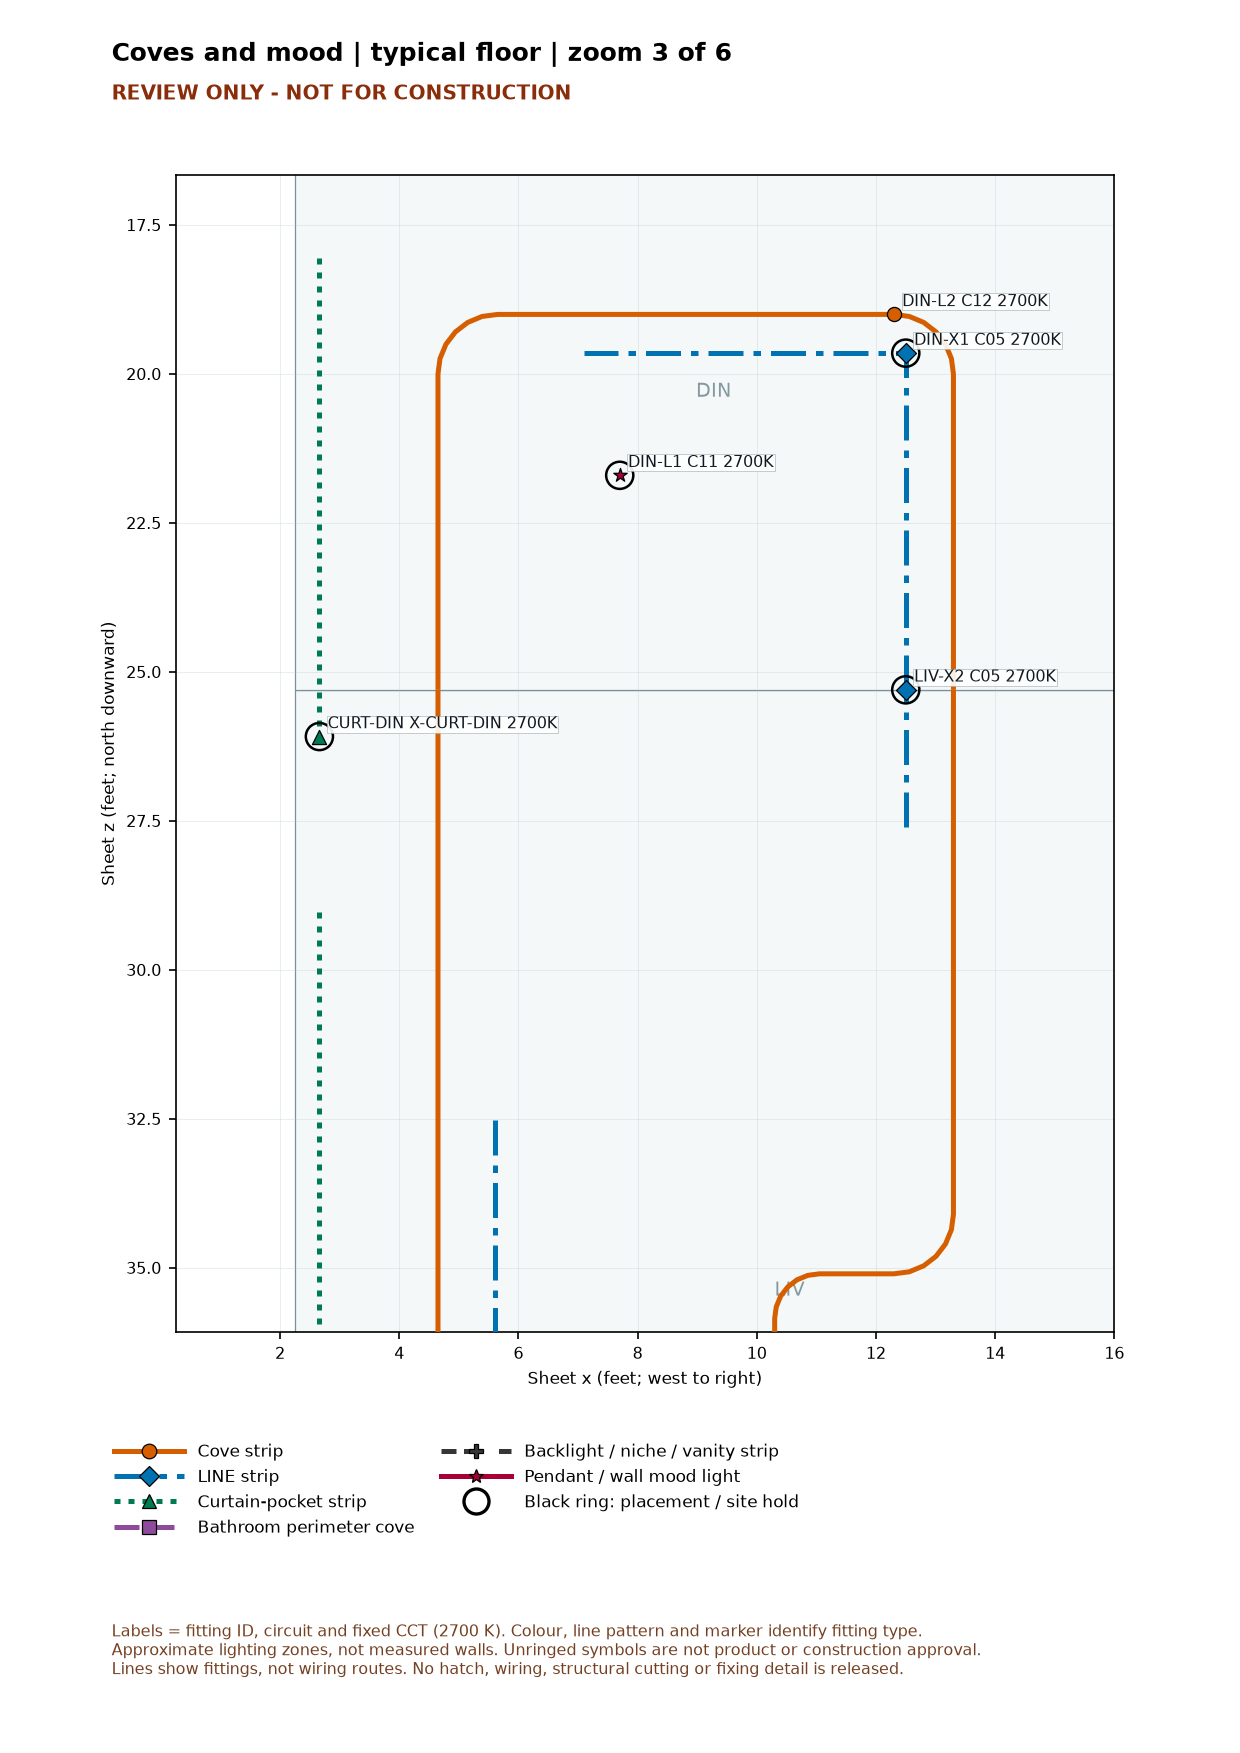 Coves and mood | typical floor | zoom 3 of 6
REVIEW ONLY - NOT FOR CONSTRUCTION
17.5
DIN-L2 C12 2700K
DIN-X1 C05 2700K
20.0
DIN
DIN-L1 C11 2700K
22.5
25.0
LIV-X2 C05 2700K
CURT-DIN X-CURT-DIN 2700K
Sheet z (feet; north downward)
27.5
30.0
32.5
35.0
LIV
2 4 6 8 10 12 14 16
Sheet x (feet; west to right)
Cove strip
LINE strip
Curtain-pocket strip
Bathroom perimeter cove
Backlight / niche / vanity strip
Pendant / wall mood light
Black ring: placement / site hold
Labels = fitting ID, circuit and fixed CCT (2700 K). Colour, line pattern and marker identify fitting type.
Approximate lighting zones, not measured walls. Unringed symbols are not product or construction approval.
Lines show fittings, not wiring routes. No hatch, wiring, structural cutting or fixing detail is released.